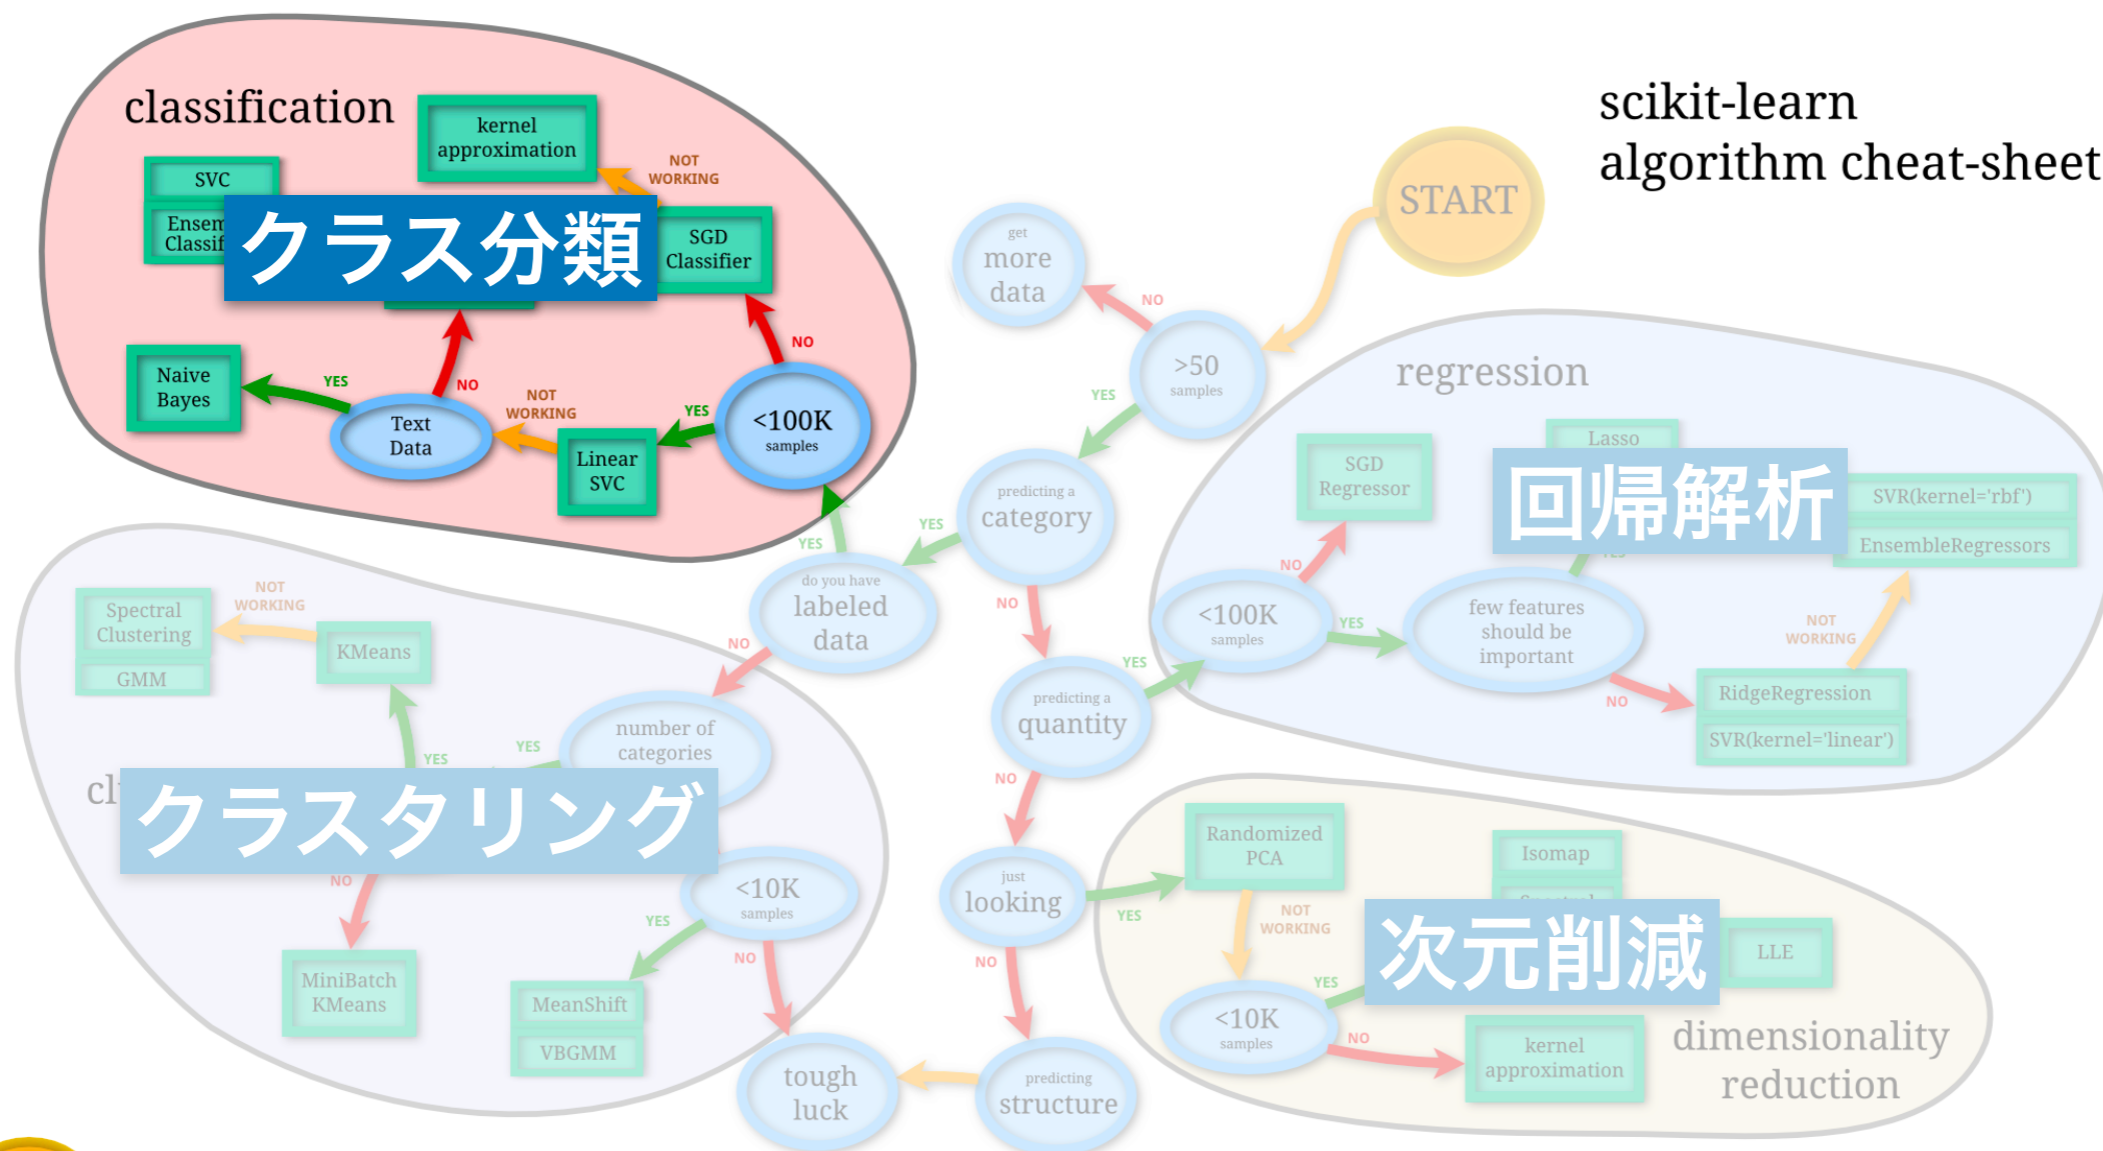 scikit-learn
algorithm cheat-sheet
classification
kernel
approximation
NOT
WORKING
SVC
クラス分類
SGD
Classifier
NO
Naive
Bayes
YES
NO
Text
Data
NOT
WORKING
Linear
SVC
YES
<100K
samples
START
get
more
data
NO
>50
samples
YES
predicting a
category
YES
NO
YES
do you have
labeled
data
NO
predicting a
quantity
YES
NO
just
looking
YES
NO
predicting
structure
tough
luck
regression
SGD
Regressor
Lasso
回帰解析
SVR(kernel='rbf')
EnsembleRegressors
NO
<100K
samples
YES
few features
should be
important
NOT
WORKING
NO
RidgeRegression
SVR(kernel='linear')
Spectral
Clustering
GMM
NOT
WORKING
KMeans
number of
categories
YES
YES
クラスタリング
NO
<10K
samples
YES
NO
MiniBatch
KMeans
MeanShift
VBGMM
Randomized
PCA
NOT
WORKING
Isomap
次元削減
LLE
YES
<10K
samples
NO
kernel
approximation
dimensionality
reduction